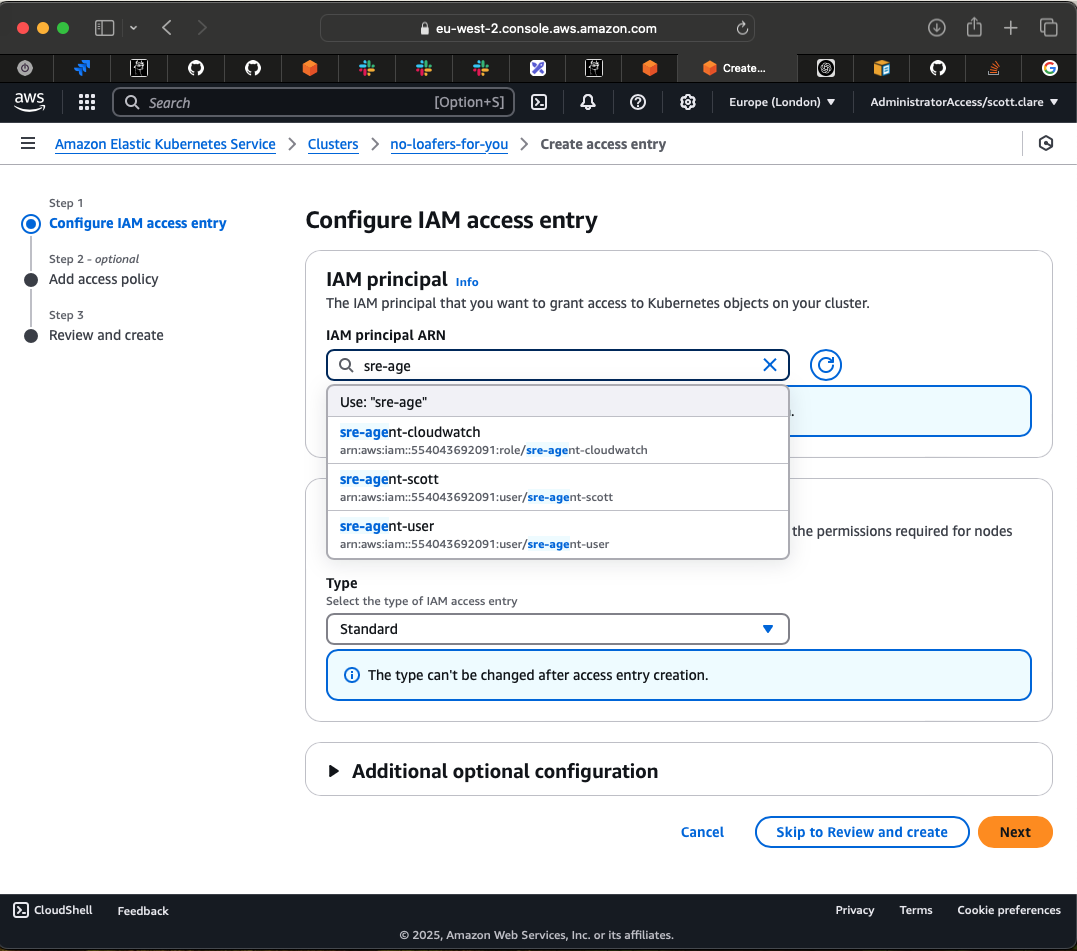 eu-west-2.console.aws.amazon.com
Create...
aws
Search
[Option+S]
Europe (London)
AdministratorAccess/scott.clare
Amazon Elastic Kubernetes Service
Clusters
no-loafers-for-you
Create access entry
Step 1
Configure IAM access entry
Step 2 - optional
Add access policy
Step 3
Review and create
Configure IAM access entry
IAM principal Info
The IAM principal that you want to grant access to Kubernetes objects on your cluster.
IAM principal ARN
sre-age
Use: "sre-age"
sre-agent-cloudwatch
arn:aws:iam::554043692091:role/sre-agent-cloudwatch
sre-agent-scott
arn:aws:iam::554043692091:user/sre-agent-scott
sre-agent-user
arn:aws:iam::554043692091:user/sre-agent-user
the permissions required for nodes
Type
Select the type of IAM access entry
Standard
The type can't be changed after access entry creation.
Additional optional configuration
Cancel
Skip to Review and create
Next
CloudShell
Feedback
Privacy
Terms
Cookie preferences
© 2025, Amazon Web Services, Inc. or its affiliates.